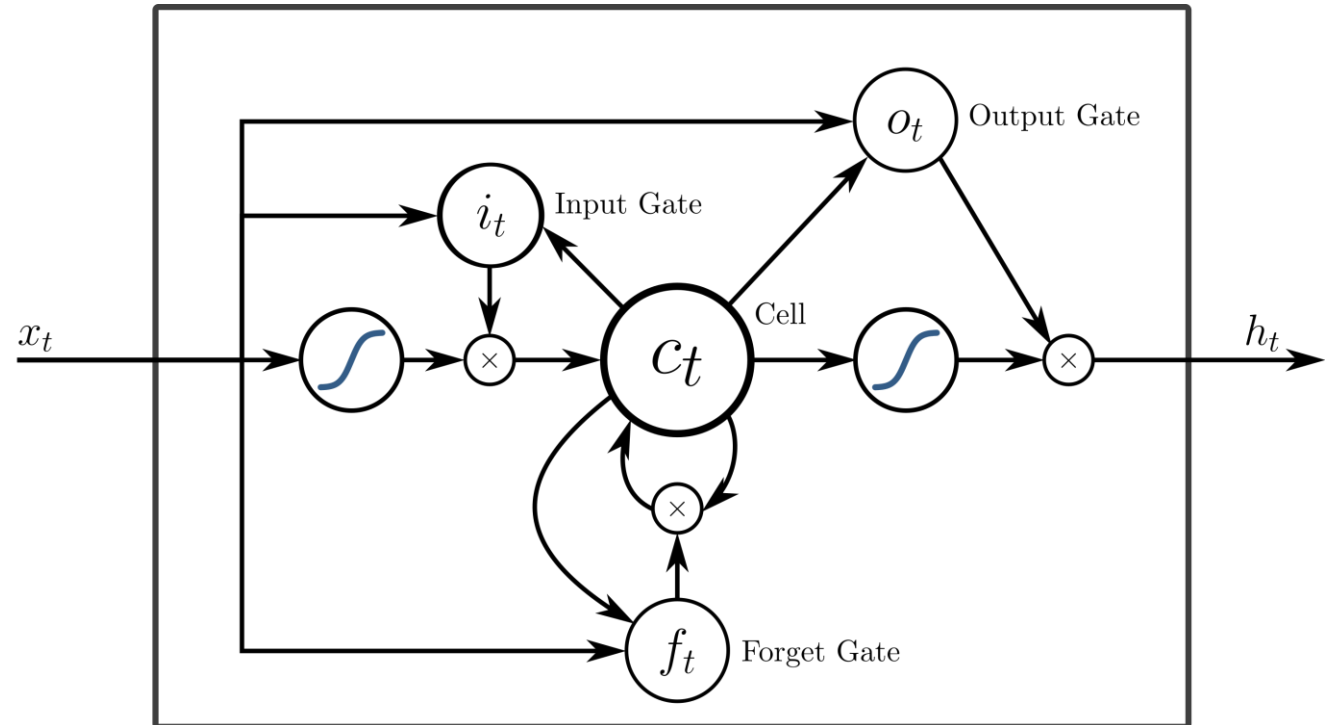 o_t Output Gate
i_t Input Gate
x_t
Cell
h_t
×
c_t
×
×
f_t Forget Gate